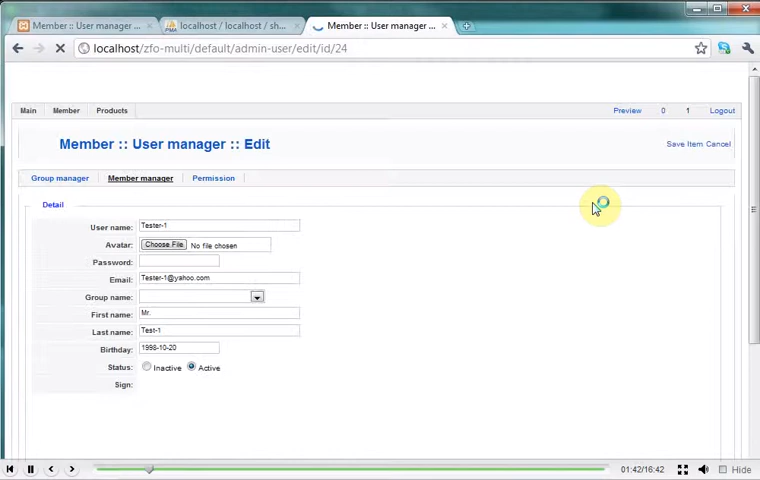 Member :: User manager ...
localhost / localhost / sh...
Member :: User manager ...
localhost/zfo-multi/default/admin-user/edit/id/24
Main Member Products Preview 0 1 Logout
Member :: User manager :: Edit Save Item Cancel
Group manager Member manager Permission
Detail
User name: Tester-1
Avatar: Choose File No file chosen
Password:
Email: Tester-1@yahoo.com
Group name:
First name: Mr.
Last name: Test-1
Birthday: 1998-10-20
Status: Inactive Active
Sign:
01:42/16:42 Hide